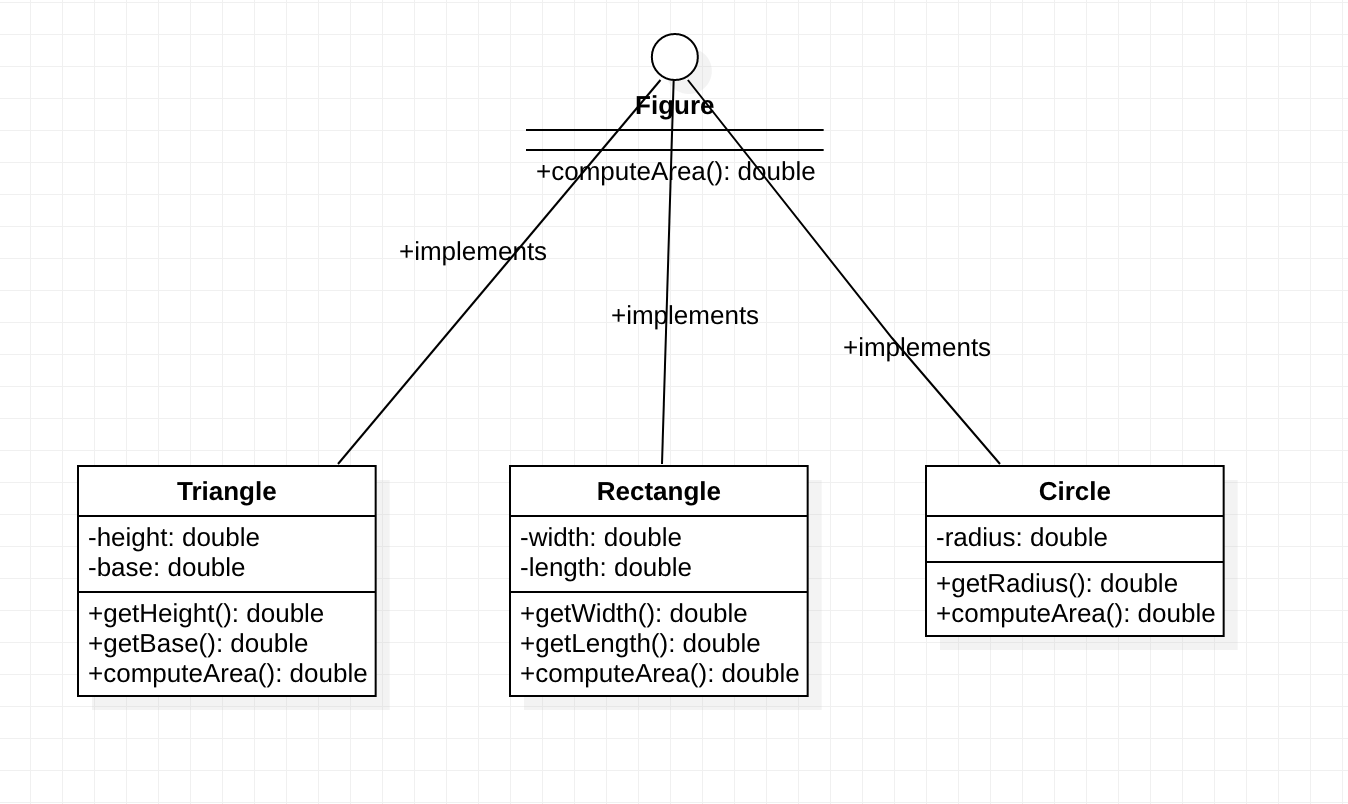 Figure
+computeArea(): double
+implements
+implements
+implements
Triangle
-height: double
-base: double
+getHeight(): double
+getBase(): double
+computeArea(): double
Rectangle
-width: double
-length: double
+getWidth(): double
+getLength(): double
+computeArea(): double
Circle
-radius: double
+getRadius(): double
+computeArea(): double